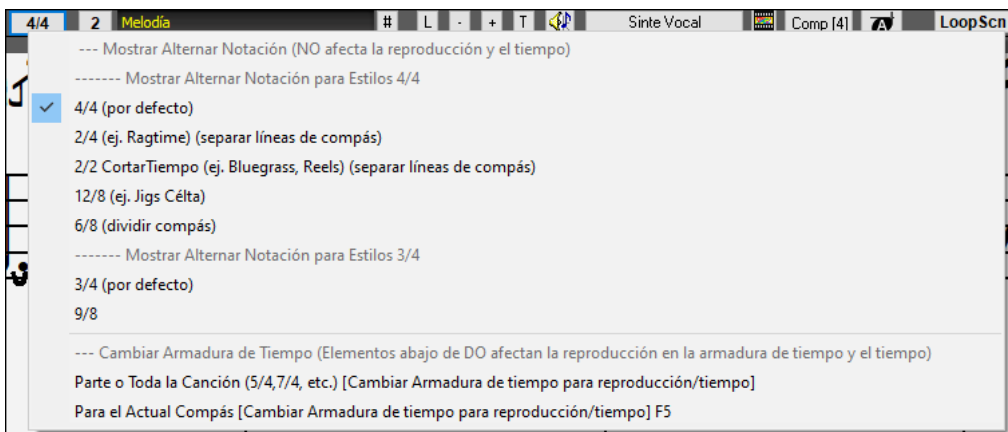 4/4 2 Melodía # L - + T Sinte Vocal Comp [4] A LoopScn
--- Mostrar Alternar Notación (NO afecta la reproducción y el tiempo)
------- Mostrar Alternar Notación para Estilos 4/4
4/4 (por defecto)
2/4 (ej. Ragtime) (separar líneas de compás)
2/2 CortarTiempo (ej. Bluegrass, Reels) (separar líneas de compás)
12/8 (ej. Jigs Célta)
6/8 (dividir compás)
------- Mostrar Alternar Notación para Estilos 3/4
3/4 (por defecto)
9/8
--- Cambiar Armadura de Tiempo (Elementos abajo de DO afectan la reproducción en la armadura de tiempo y el tiempo)
Parte o Toda la Canción (5/4,7/4, etc.) [Cambiar Armadura de tiempo para reproducción/tiempo]
Para el Actual Compás [Cambiar Armadura de tiempo para reproducción/tiempo] F5